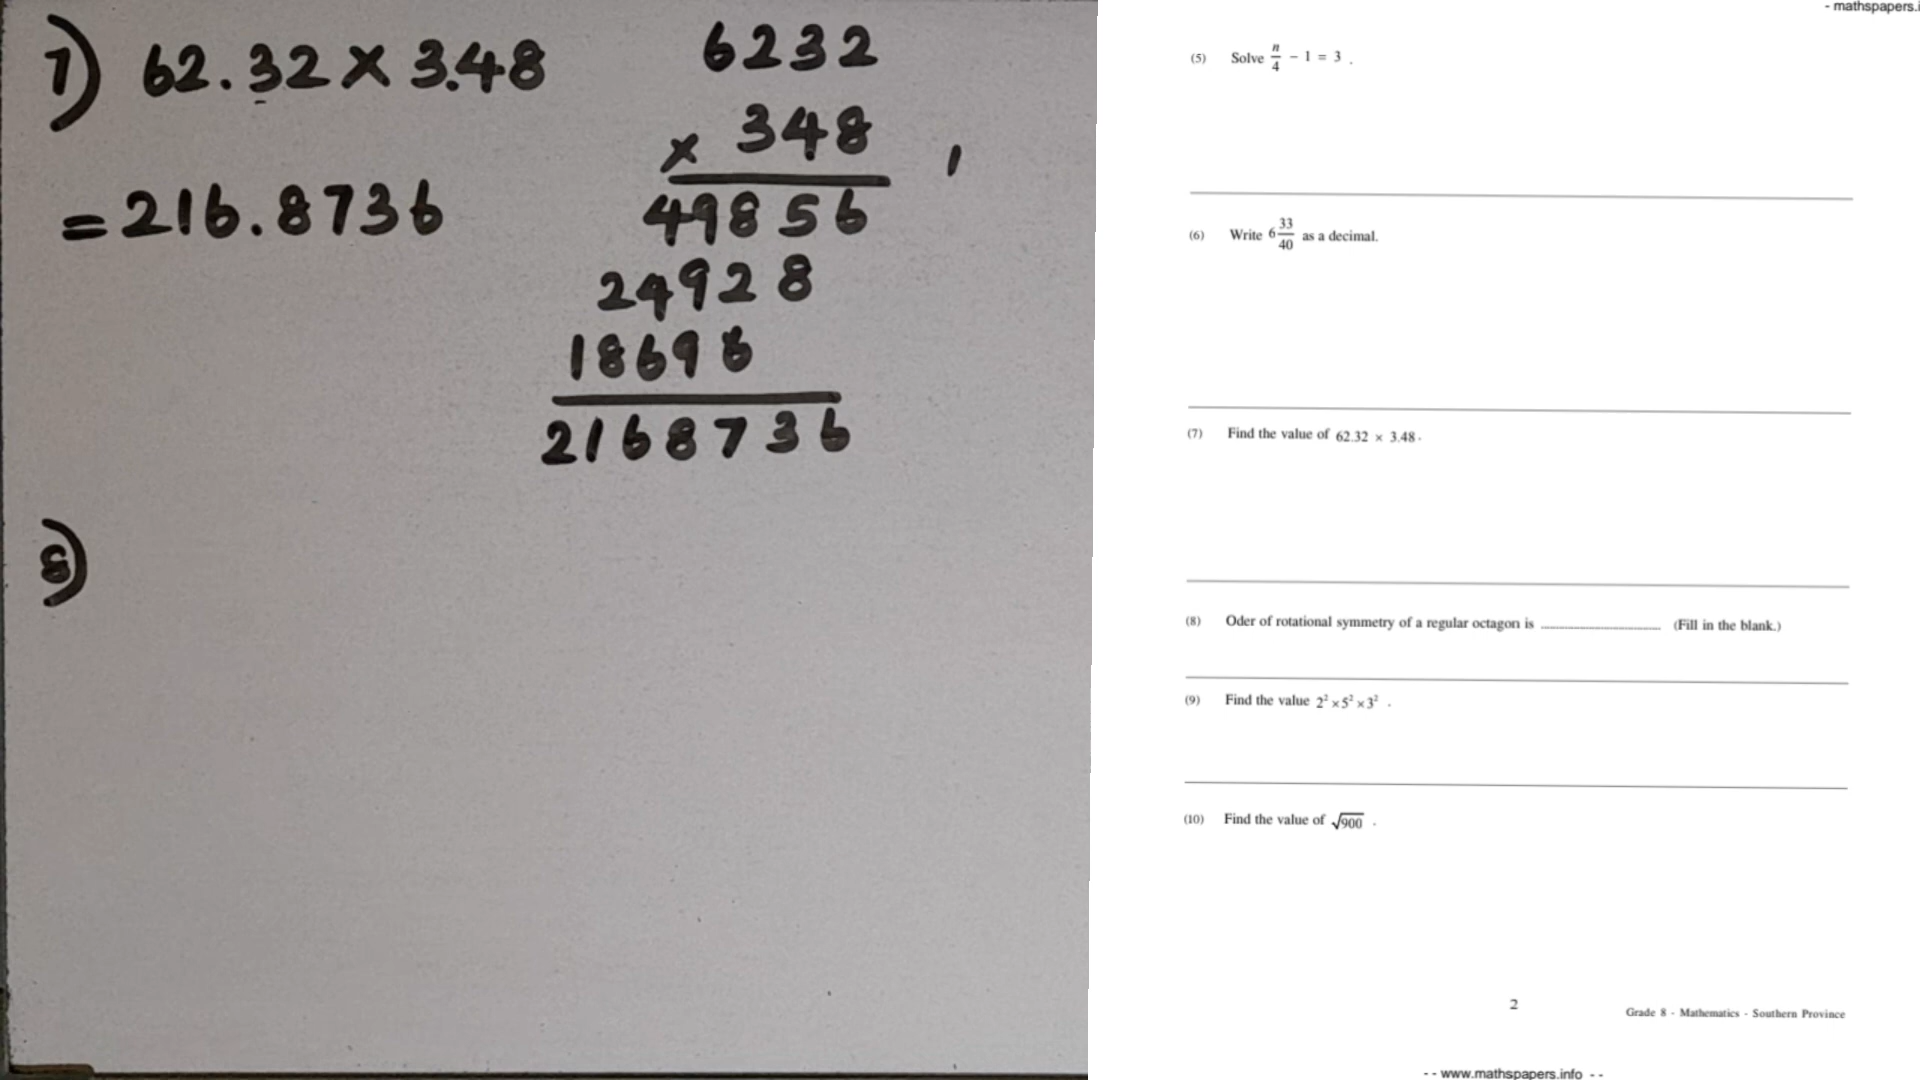 7) 62.32 × 3.48
= 216.8736
6232
× 348
49856
24928
18696
2168736
8)
- mathspapers.i
(5) Solve n/4 − 1 = 3 .
(6) Write 6 33/40 as a decimal.
(7) Find the value of 62.32 × 3.48 .
(8) Oder of rotational symmetry of a regular octagon is ........................ (Fill in the blank.)
(9) Find the value 2² × 5² × 3² .
(10) Find the value of √900 .
2
Grade 8 - Mathematics - Southern Province
- - www.mathspapers.info - -